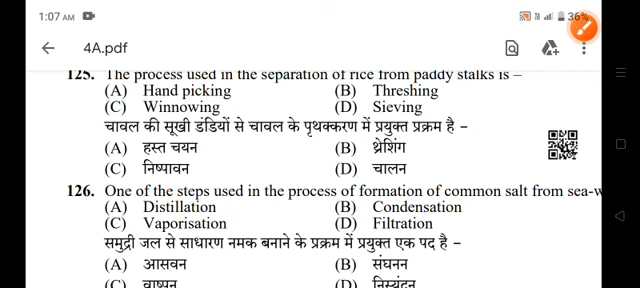 1:07 AM 36%
4A.pdf
125. The process used in the separation of rice from paddy stalks is –
(A) Hand picking (B) Threshing
(C) Winnowing (D) Sieving
चावल की सूखी डंडियों से चावल के पृथक्करण में प्रयुक्त प्रक्रम है –
(A) हस्त चयन (B) थ्रेशिंग
(C) निष्पावन (D) चालन
126. One of the steps used in the process of formation of common salt from sea-w
(A) Distillation (B) Condensation
(C) Vaporisation (D) Filtration
समुद्री जल से साधारण नमक बनाने के प्रक्रम में प्रयुक्त एक पद है –
(A) आसवन (B) संघनन
(C) वाष्पन (D) निस्यंदन